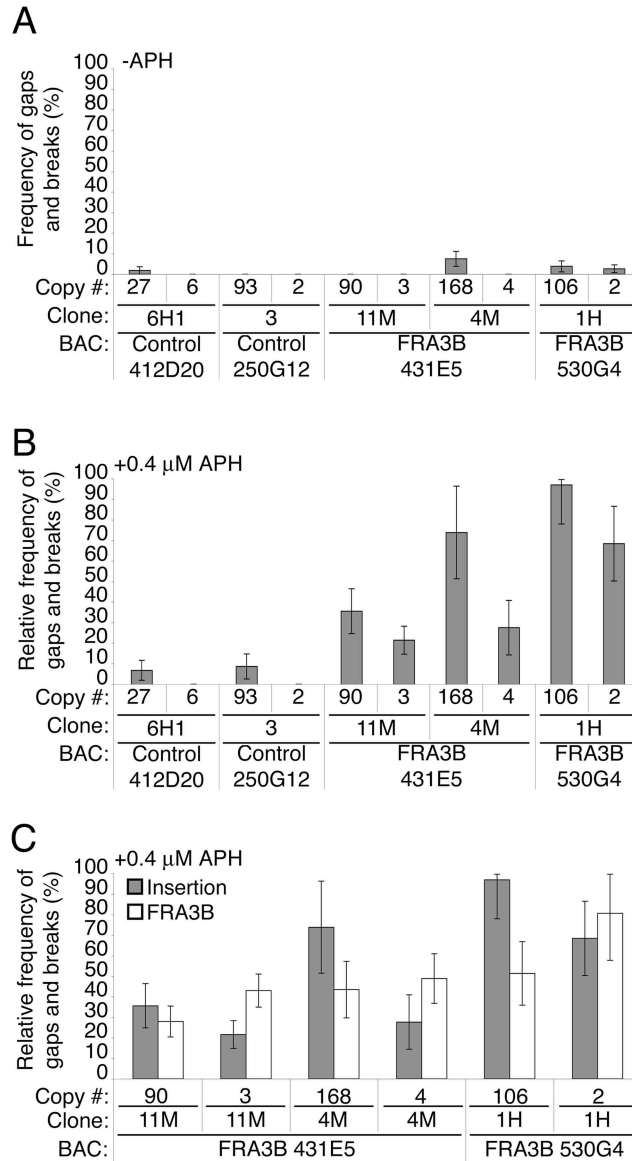 A
-APH
Frequency of gaps
and breaks (%)
100
90
80
70
60
50
40
30
20
10
0
Copy #: 27 6 93 2 90 3 168 4 106 2
Clone: 6H1 3 11M 4M 1H
BAC: Control Control FRA3B FRA3B
412D20 250G12 431E5 530G4
B
+0.4 μM APH
Relative frequency of
gaps and breaks (%)
100
90
80
70
60
50
40
30
20
10
0
Copy #: 27 6 93 2 90 3 168 4 106 2
Clone: 6H1 3 11M 4M 1H
BAC: Control Control FRA3B FRA3B
412D20 250G12 431E5 530G4
C
+0.4 μM APH
Insertion
FRA3B
Relative frequency of
gaps and breaks (%)
100
90
80
70
60
50
40
30
20
10
0
Copy #: 90 3 168 4 106 2
Clone: 11M 11M 4M 4M 1H 1H
BAC: FRA3B 431E5 FRA3B 530G4